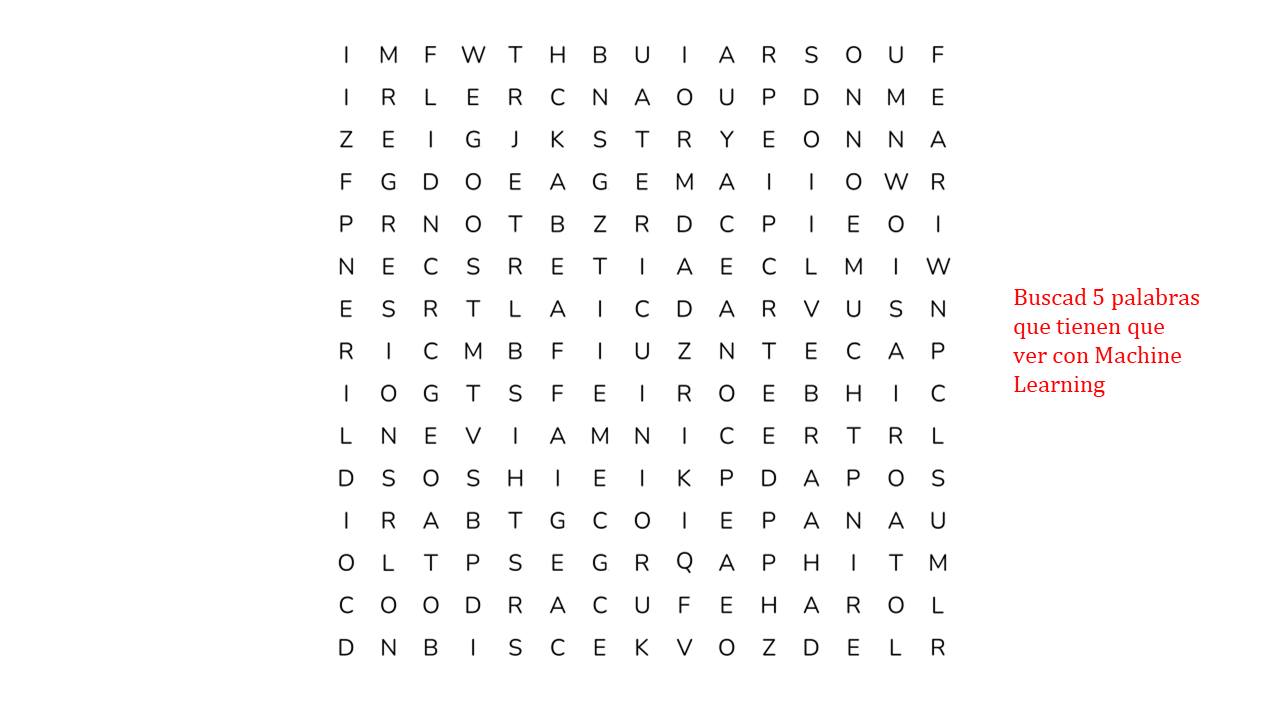 I M F W T H B U I A R S O U F
I R L E R C N A O U P D N M E
Z E I G J K S T R Y E O N N A
F G D O E A G E M A I I O W R
P R N O T B Z R D C P I E O I
N E C S R E T I A E C L M I W
E S R T L A I C D A R V U S N
R I C M B F I U Z N T E C A P
I O G T S F E I R O E B H I C
L N E V I A M N I C E R T R L
D S O S H I E I K P D A P O S
I R A B T G C O I E P A N A U
O L T P S E G R Q A P H I T M
C O O D R A C U F E H A R O L
D N B I S C E K V O Z D E L R
Buscad 5 palabras
que tienen que
ver con Machine
Learning